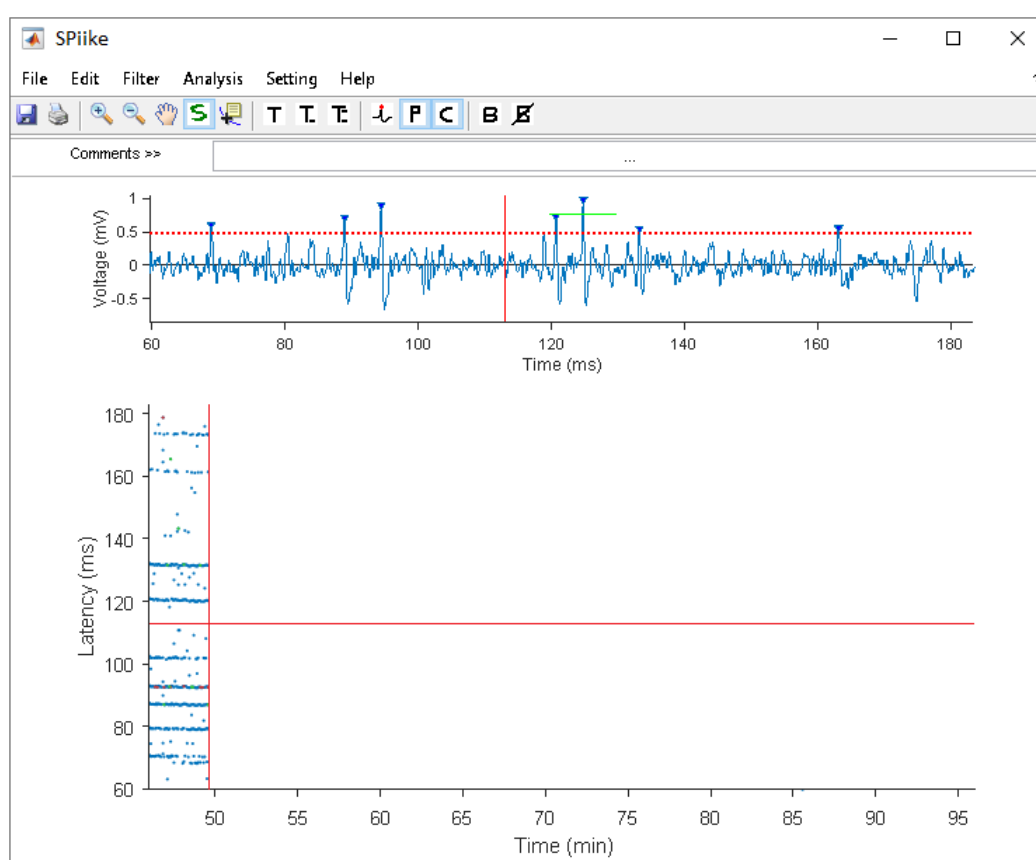 SPiike
File Edit Filter Analysis Setting Help
S T T. T: i P C B B
Comments >> ...
Voltage (mV)
1
0.5
0
-0.5
60 80 100 120 140 160 180
Time (ms)
Latency (ms)
180
160
140
120
100
80
60
50 55 60 65 70 75 80 85 90 95
Time (min)